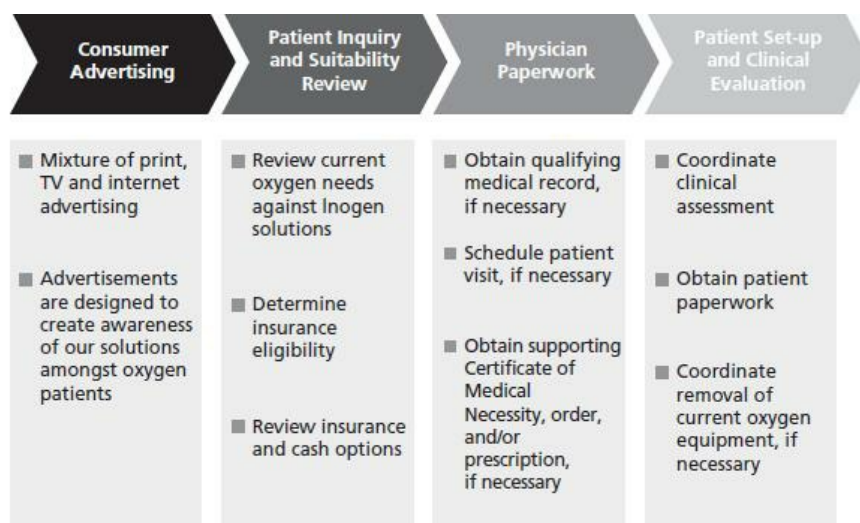 Consumer
Advertising
Patient Inquiry
and Suitability
Review
Physician
Paperwork
Patient Set-up
and Clinical
Evaluation
Mixture of print,
TV and internet
advertising
Advertisements
are designed to
create awareness
of our solutions
amongst oxygen
patients
Review current
oxygen needs
against Inogen
solutions
Determine
insurance
eligibility
Review insurance
and cash options
Obtain qualifying
medical record,
if necessary
Schedule patient
visit, if necessary
Obtain supporting
Certificate of
Medical
Necessity, order,
and/or
prescription,
if necessary
Coordinate
clinical
assessment
Obtain patient
paperwork
Coordinate
removal of
current oxygen
equipment, if
necessary